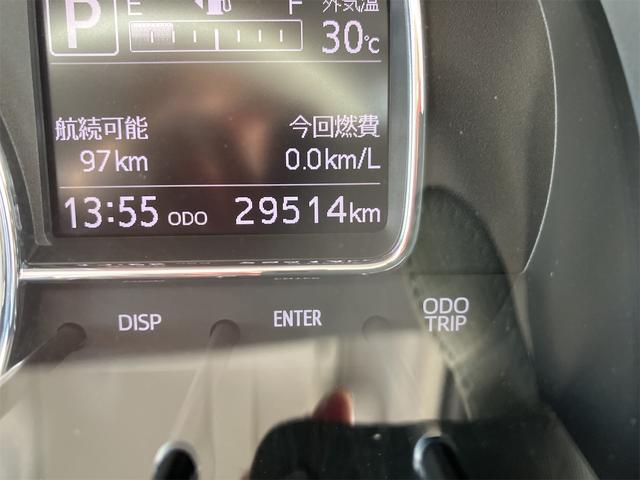 P E F 外気温
30℃
航続可能 今回燃費
97km 0.0km/L
13:55 ODO 29514km
DISP ENTER ODO
TRIP